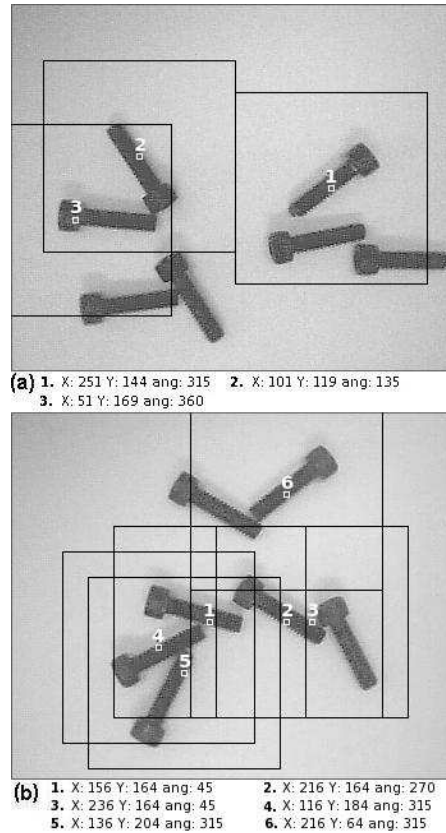 2
1
3
(a) 1. X: 251 Y: 144 ang: 315 2. X: 101 Y: 119 ang: 135
3. X: 51 Y: 169 ang: 360
6
1 2 3
4
5
(b) 1. X: 156 Y: 164 ang: 45 2. X: 216 Y: 164 ang: 270
3. X: 236 Y: 164 ang: 45 4. X: 116 Y: 184 ang: 315
5. X: 136 Y: 204 ang: 315 6. X: 216 Y: 64 ang: 315